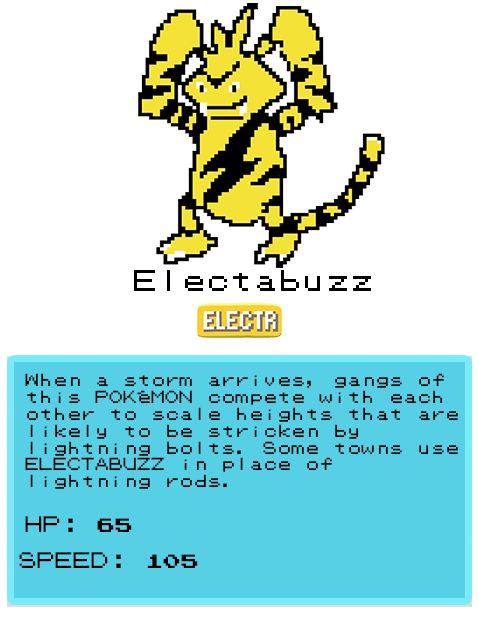 Electabuzz
ELECTR
When a storm arrives, gangs of
this POKéMON compete with each
other to scale heights that are
likely to be stricken by
lightning bolts. Some towns use
ELECTABUZZ in place of
lightning rods.
HP: 65
SPEED: 105